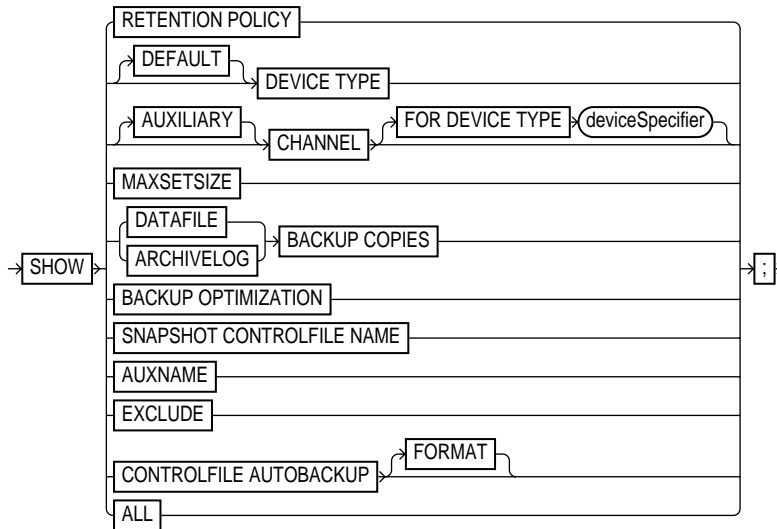 RETENTION POLICY
DEFAULT
DEVICE TYPE
AUXILIARY
CHANNEL
FOR DEVICE TYPE
deviceSpecifier
MAXSETSIZE
DATAFILE
ARCHIVELOG
BACKUP COPIES
SHOW
;
BACKUP OPTIMIZATION
SNAPSHOT CONTROLFILE NAME
AUXNAME
EXCLUDE
CONTROLFILE AUTOBACKUP
FORMAT
ALL